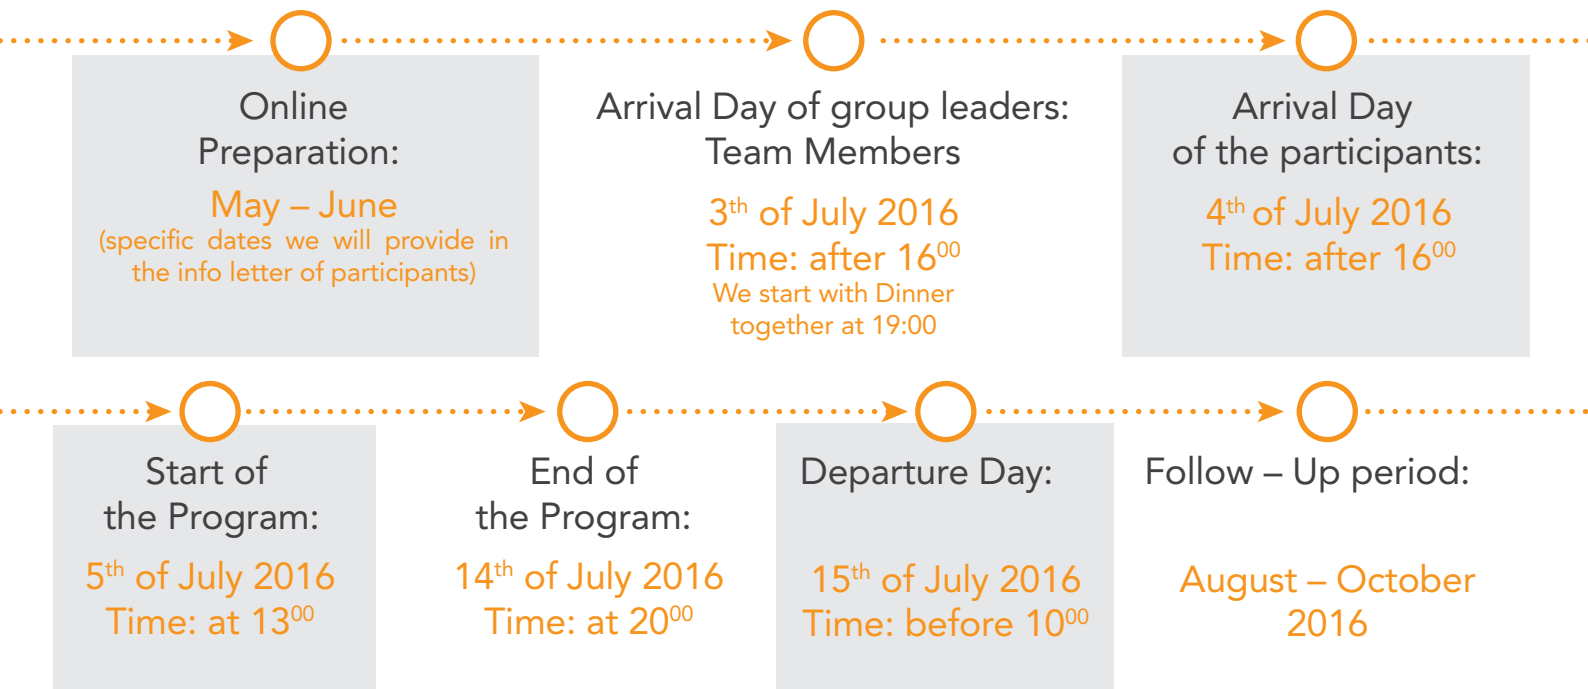 Online
Preparation:
May – June
(specific dates we will provide in
the info letter of participants)
Arrival Day of group leaders:
Team Members
3th of July 2016
Time: after 1600
We start with Dinner
together at 19:00
Arrival Day
of the participants:
4th of July 2016
Time: after 1600
Start of
the Program:
5th of July 2016
Time: at 1300
End of
the Program:
14th of July 2016
Time: at 2000
Departure Day:
15th of July 2016
Time: before 1000
Follow – Up period:
August – October
2016